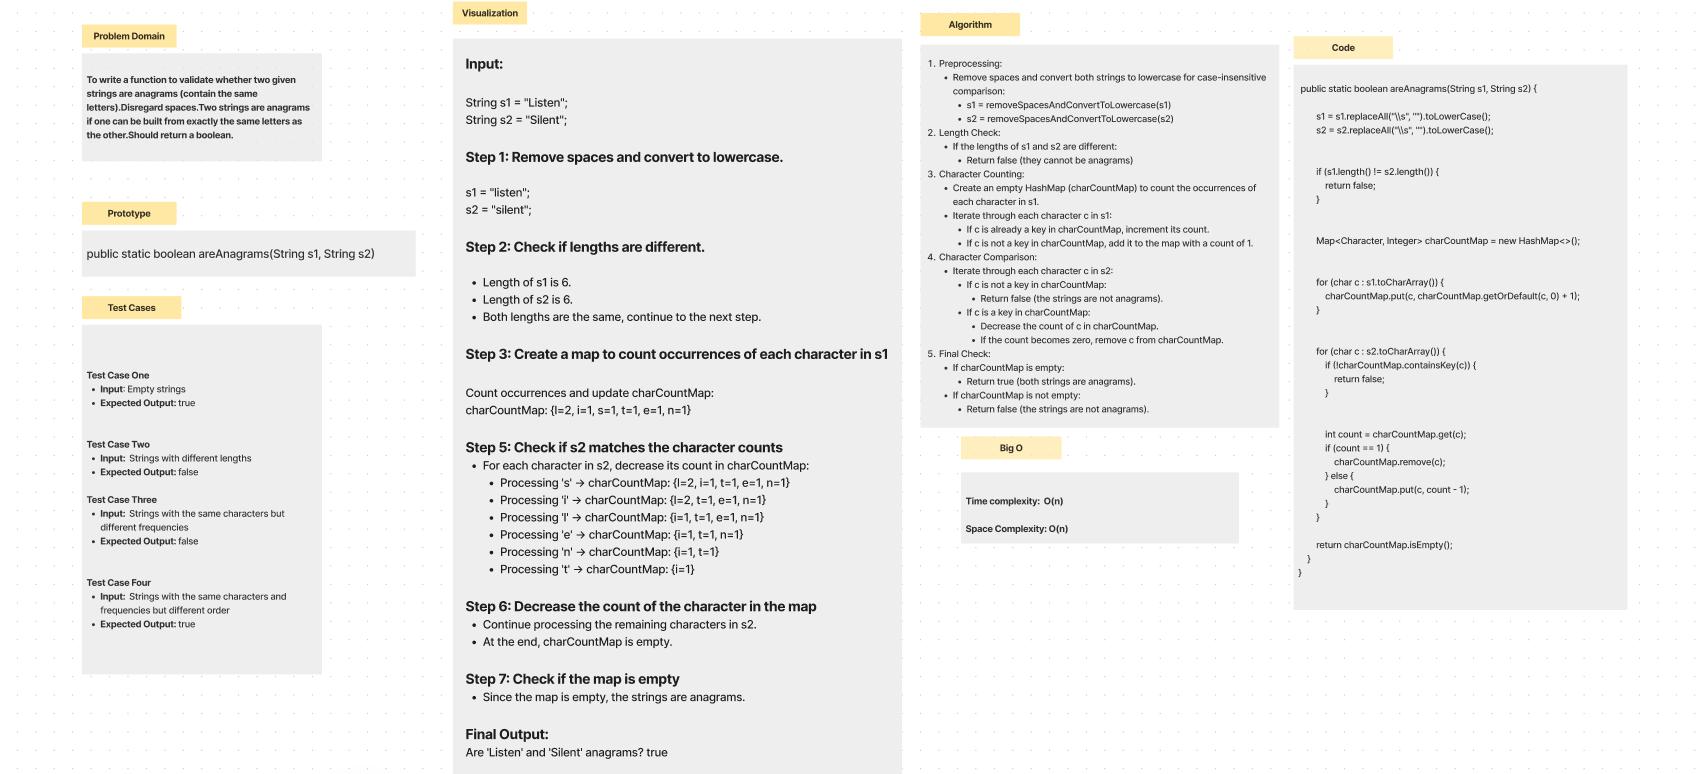 Problem Domain
To write a function to validate whether two given
strings are anagrams (contain the same
letters).Disregard spaces.Two strings are anagrams
if one can be built from exactly the same letters as
the other.Should return a boolean.
Prototype
public static boolean areAnagrams(String s1, String s2)
Test Cases
Test Case One
• Input: Empty strings
• Expected Output: true
Test Case Two
• Input: Strings with different lengths
• Expected Output: false
Test Case Three
• Input: Strings with the same characters but
different frequencies
• Expected Output: false
Test Case Four
• Input: Strings with the same characters and
frequencies but different order
• Expected Output: true
Visualization
Input:
String s1 = "Listen";
String s2 = "Silent";
Step 1: Remove spaces and convert to lowercase.
s1 = "listen";
s2 = "silent";
Step 2: Check if lengths are different.
• Length of s1 is 6.
• Length of s2 is 6.
• Both lengths are the same, continue to the next step.
Step 3: Create a map to count occurrences of each character in s1
Count occurrences and update charCountMap:
charCountMap: {l=2, i=1, s=1, t=1, e=1, n=1}
Step 5: Check if s2 matches the character counts
• For each character in s2, decrease its count in charCountMap:
• Processing 's' → charCountMap: {l=2, i=1, t=1, e=1, n=1}
• Processing 'i' → charCountMap: {l=2, t=1, e=1, n=1}
• Processing 'l' → charCountMap: {i=1, t=1, e=1, n=1}
• Processing 'e' → charCountMap: {i=1, t=1, n=1}
• Processing 'n' → charCountMap: {i=1, t=1}
• Processing 't' → charCountMap: {i=1}
Step 6: Decrease the count of the character in the map
• Continue processing the remaining characters in s2.
• At the end, charCountMap is empty.
Step 7: Check if the map is empty
• Since the map is empty, the strings are anagrams.
Final Output:
Are 'Listen' and 'Silent' anagrams? true
Algorithm
1. Preprocessing:
• Remove spaces and convert both strings to lowercase for case-insensitive
comparison:
• s1 = removeSpacesAndConvertToLowercase(s1)
• s2 = removeSpacesAndConvertToLowercase(s2)
2. Length Check:
• If the lengths of s1 and s2 are different:
• Return false (they cannot be anagrams)
3. Character Counting:
• Create an empty HashMap (charCountMap) to count the occurrences of
each character in s1.
• Iterate through each character c in s1:
• If c is already a key in charCountMap, increment its count.
• If c is not a key in charCountMap, add it to the map with a count of 1.
4. Character Comparison:
• Iterate through each character c in s2:
• If c is not a key in charCountMap:
• Return false (the strings are not anagrams).
• If c is a key in charCountMap:
• Decrease the count of c in charCountMap.
• If the count becomes zero, remove c from charCountMap.
5. Final Check:
• If charCountMap is empty:
• Return true (both strings are anagrams).
• If charCountMap is not empty:
• Return false (the strings are not anagrams).
Big O
Time complexity: O(n)
Space Complexity: O(n)
Code
public static boolean areAnagrams(String s1, String s2) {
s1 = s1.replaceAll("\\s", "").toLowerCase();
s2 = s2.replaceAll("\\s", "").toLowerCase();
if (s1.length() != s2.length()) {
return false;
}
Map<Character, Integer> charCountMap = new HashMap<>();
for (char c : s1.toCharArray()) {
charCountMap.put(c, charCountMap.getOrDefault(c, 0) + 1);
}
for (char c : s2.toCharArray()) {
if (!charCountMap.containsKey(c)) {
return false;
}
int count = charCountMap.get(c);
if (count == 1) {
charCountMap.remove(c);
} else {
charCountMap.put(c, count - 1);
}
}
return charCountMap.isEmpty();
}
}